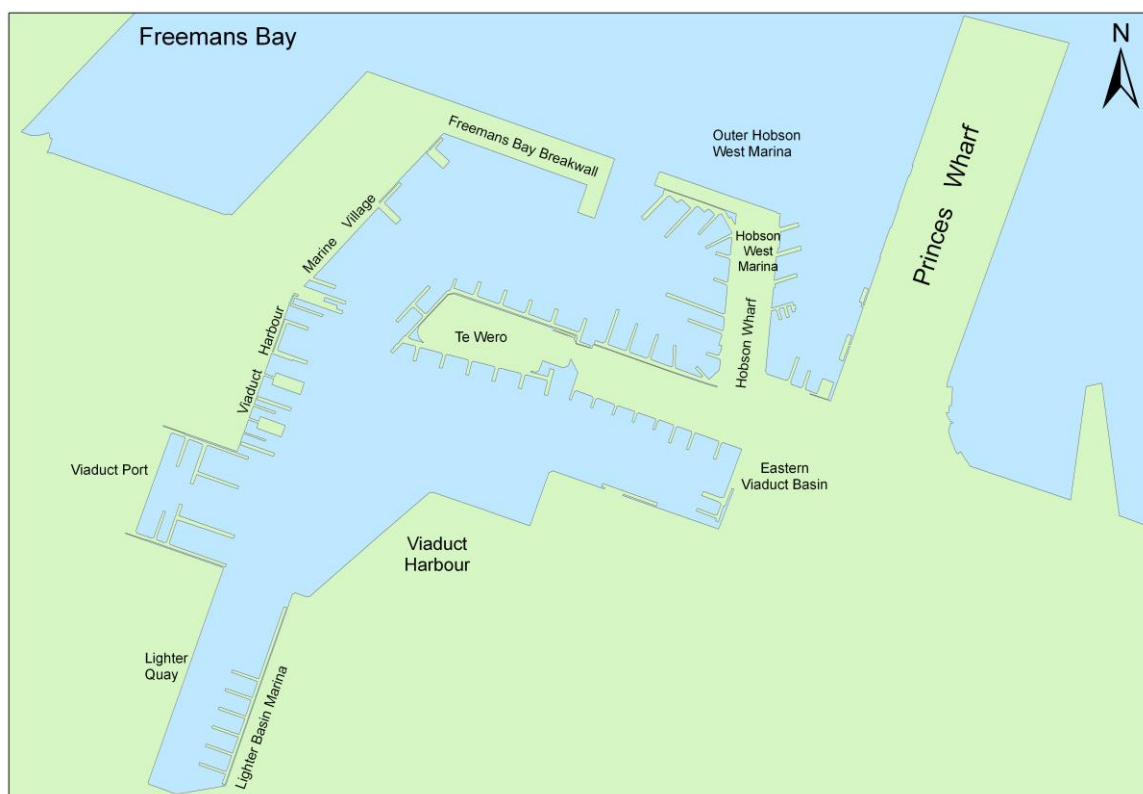 Freemans Bay
N
Freemans Bay Breakwall
Outer Hobson
West Marina
Princes Wharf
Marine Village
Hobson
West
Marina
Viaduct Harbour
Te Wero
Hobson Wharf
Viaduct Port
Eastern
Viaduct Basin
Viaduct
Harbour
Lighter
Quay
Lighter Basin Marina